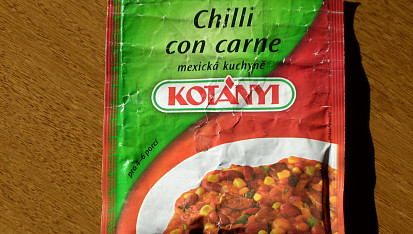 Chilli
con carne
mexická kuchyně
KOTÁNYI
pro 4-6 porcí